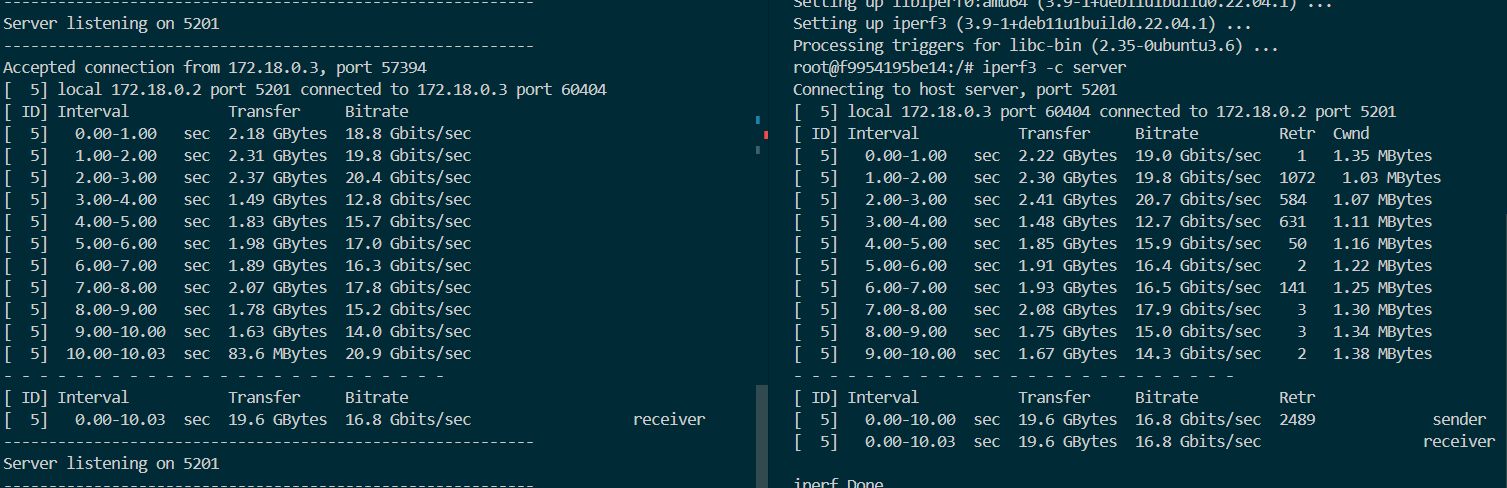 ------------------------------------------------------------
Server listening on 5201
------------------------------------------------------------
Accepted connection from 172.18.0.3, port 57394
[  5] local 172.18.0.2 port 5201 connected to 172.18.0.3 port 60404
[ ID] Interval           Transfer     Bitrate
[  5]   0.00-1.00   sec  2.18 GBytes  18.8 Gbits/sec
[  5]   1.00-2.00   sec  2.31 GBytes  19.8 Gbits/sec
[  5]   2.00-3.00   sec  2.37 GBytes  20.4 Gbits/sec
[  5]   3.00-4.00   sec  1.49 GBytes  12.8 Gbits/sec
[  5]   4.00-5.00   sec  1.83 GBytes  15.7 Gbits/sec
[  5]   5.00-6.00   sec  1.98 GBytes  17.0 Gbits/sec
[  5]   6.00-7.00   sec  1.89 GBytes  16.3 Gbits/sec
[  5]   7.00-8.00   sec  2.07 GBytes  17.8 Gbits/sec
[  5]   8.00-9.00   sec  1.78 GBytes  15.2 Gbits/sec
[  5]   9.00-10.00  sec  1.63 GBytes  14.0 Gbits/sec
[  5]  10.00-10.03  sec  83.6 MBytes  20.9 Gbits/sec
- - - - - - - - - - - - - - - - - - - - - - - - -
[ ID] Interval           Transfer     Bitrate
[  5]   0.00-10.03  sec  19.6 GBytes  16.8 Gbits/sec                  receiver
------------------------------------------------------------
Server listening on 5201
------------------------------------------------------------
Setting up libiperf0:amd64 (3.9-1+deb11u1build0.22.04.1) ...
Setting up iperf3 (3.9-1+deb11u1build0.22.04.1) ...
Processing triggers for libc-bin (2.35-0ubuntu3.6) ...
root@f9954195be14:/# iperf3 -c server
Connecting to host server, port 5201
[  5] local 172.18.0.3 port 60404 connected to 172.18.0.2 port 5201
[ ID] Interval           Transfer     Bitrate         Retr  Cwnd
[  5]   0.00-1.00   sec  2.22 GBytes  19.0 Gbits/sec    1   1.35 MBytes
[  5]   1.00-2.00   sec  2.30 GBytes  19.8 Gbits/sec  1072   1.03 MBytes
[  5]   2.00-3.00   sec  2.41 GBytes  20.7 Gbits/sec  584   1.07 MBytes
[  5]   3.00-4.00   sec  1.48 GBytes  12.7 Gbits/sec  631   1.11 MBytes
[  5]   4.00-5.00   sec  1.85 GBytes  15.9 Gbits/sec   50   1.16 MBytes
[  5]   5.00-6.00   sec  1.91 GBytes  16.4 Gbits/sec    2   1.22 MBytes
[  5]   6.00-7.00   sec  1.93 GBytes  16.5 Gbits/sec  141   1.25 MBytes
[  5]   7.00-8.00   sec  2.08 GBytes  17.9 Gbits/sec    3   1.30 MBytes
[  5]   8.00-9.00   sec  1.75 GBytes  15.0 Gbits/sec    3   1.34 MBytes
[  5]   9.00-10.00  sec  1.67 GBytes  14.3 Gbits/sec    2   1.38 MBytes
- - - - - - - - - - - - - - - - - - - - - - - - -
[ ID] Interval           Transfer     Bitrate         Retr
[  5]   0.00-10.00  sec  19.6 GBytes  16.8 Gbits/sec  2489             sender
[  5]   0.00-10.03  sec  19.6 GBytes  16.8 Gbits/sec                  receiver
iperf Done